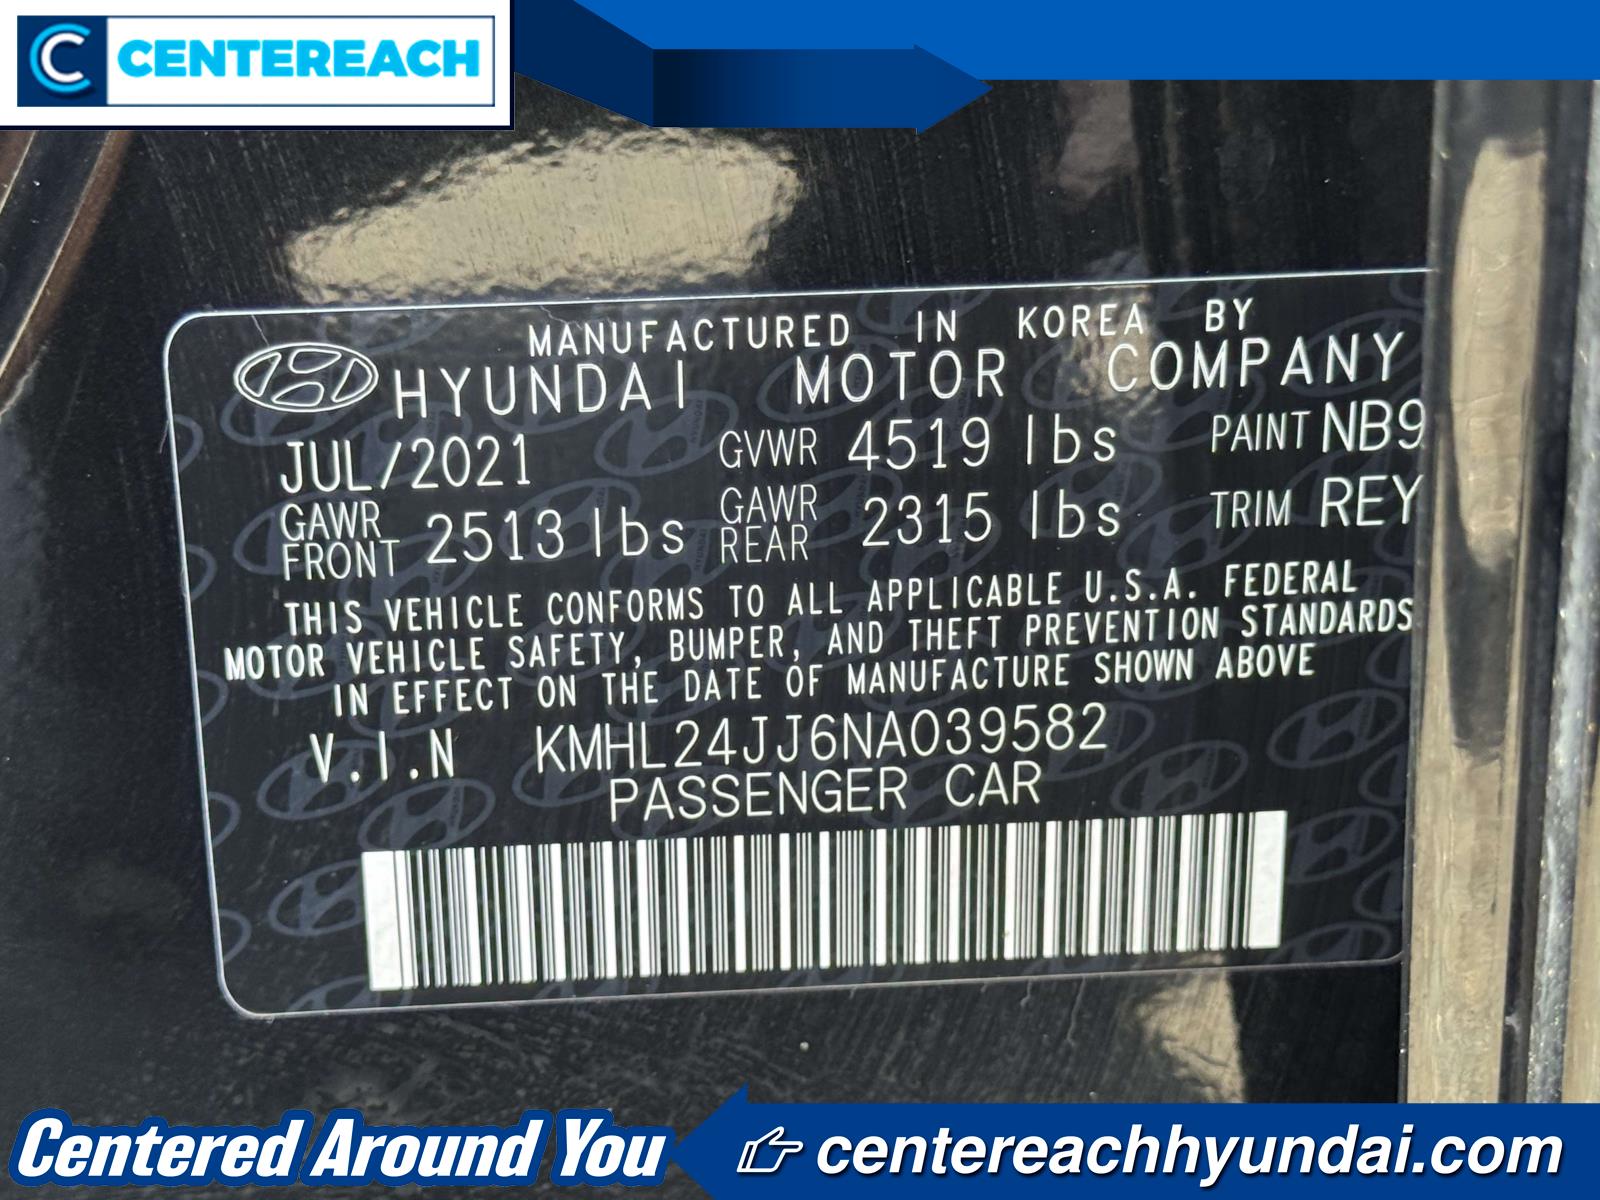 C CENTEREACH
MANUFACTURED IN KOREA BY
HYUNDAI MOTOR COMPANY
JUL/2021 GVWR 4519 lbs PAINT NB9
GAWR FRONT 2513 lbs GAWR REAR 2315 lbs TRIM REY
THIS VEHICLE CONFORMS TO ALL APPLICABLE U.S.A. FEDERAL
MOTOR VEHICLE SAFETY, BUMPER, AND THEFT PREVENTION STANDARDS
IN EFFECT ON THE DATE OF MANUFACTURE SHOWN ABOVE
V.I.N KMHL24JJ6NA039582
PASSENGER CAR
Centered Around You
centereachhyundai.com